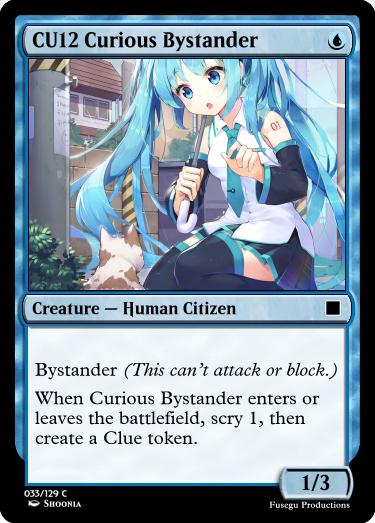 CU12 Curious Bystander
01
Creature — Human Citizen
Bystander (This can't attack or block.)
When Curious Bystander enters or
leaves the battlefield, scry 1, then
create a Clue token.
1/3
033/129 C
Shoonia
Fusegu Productions